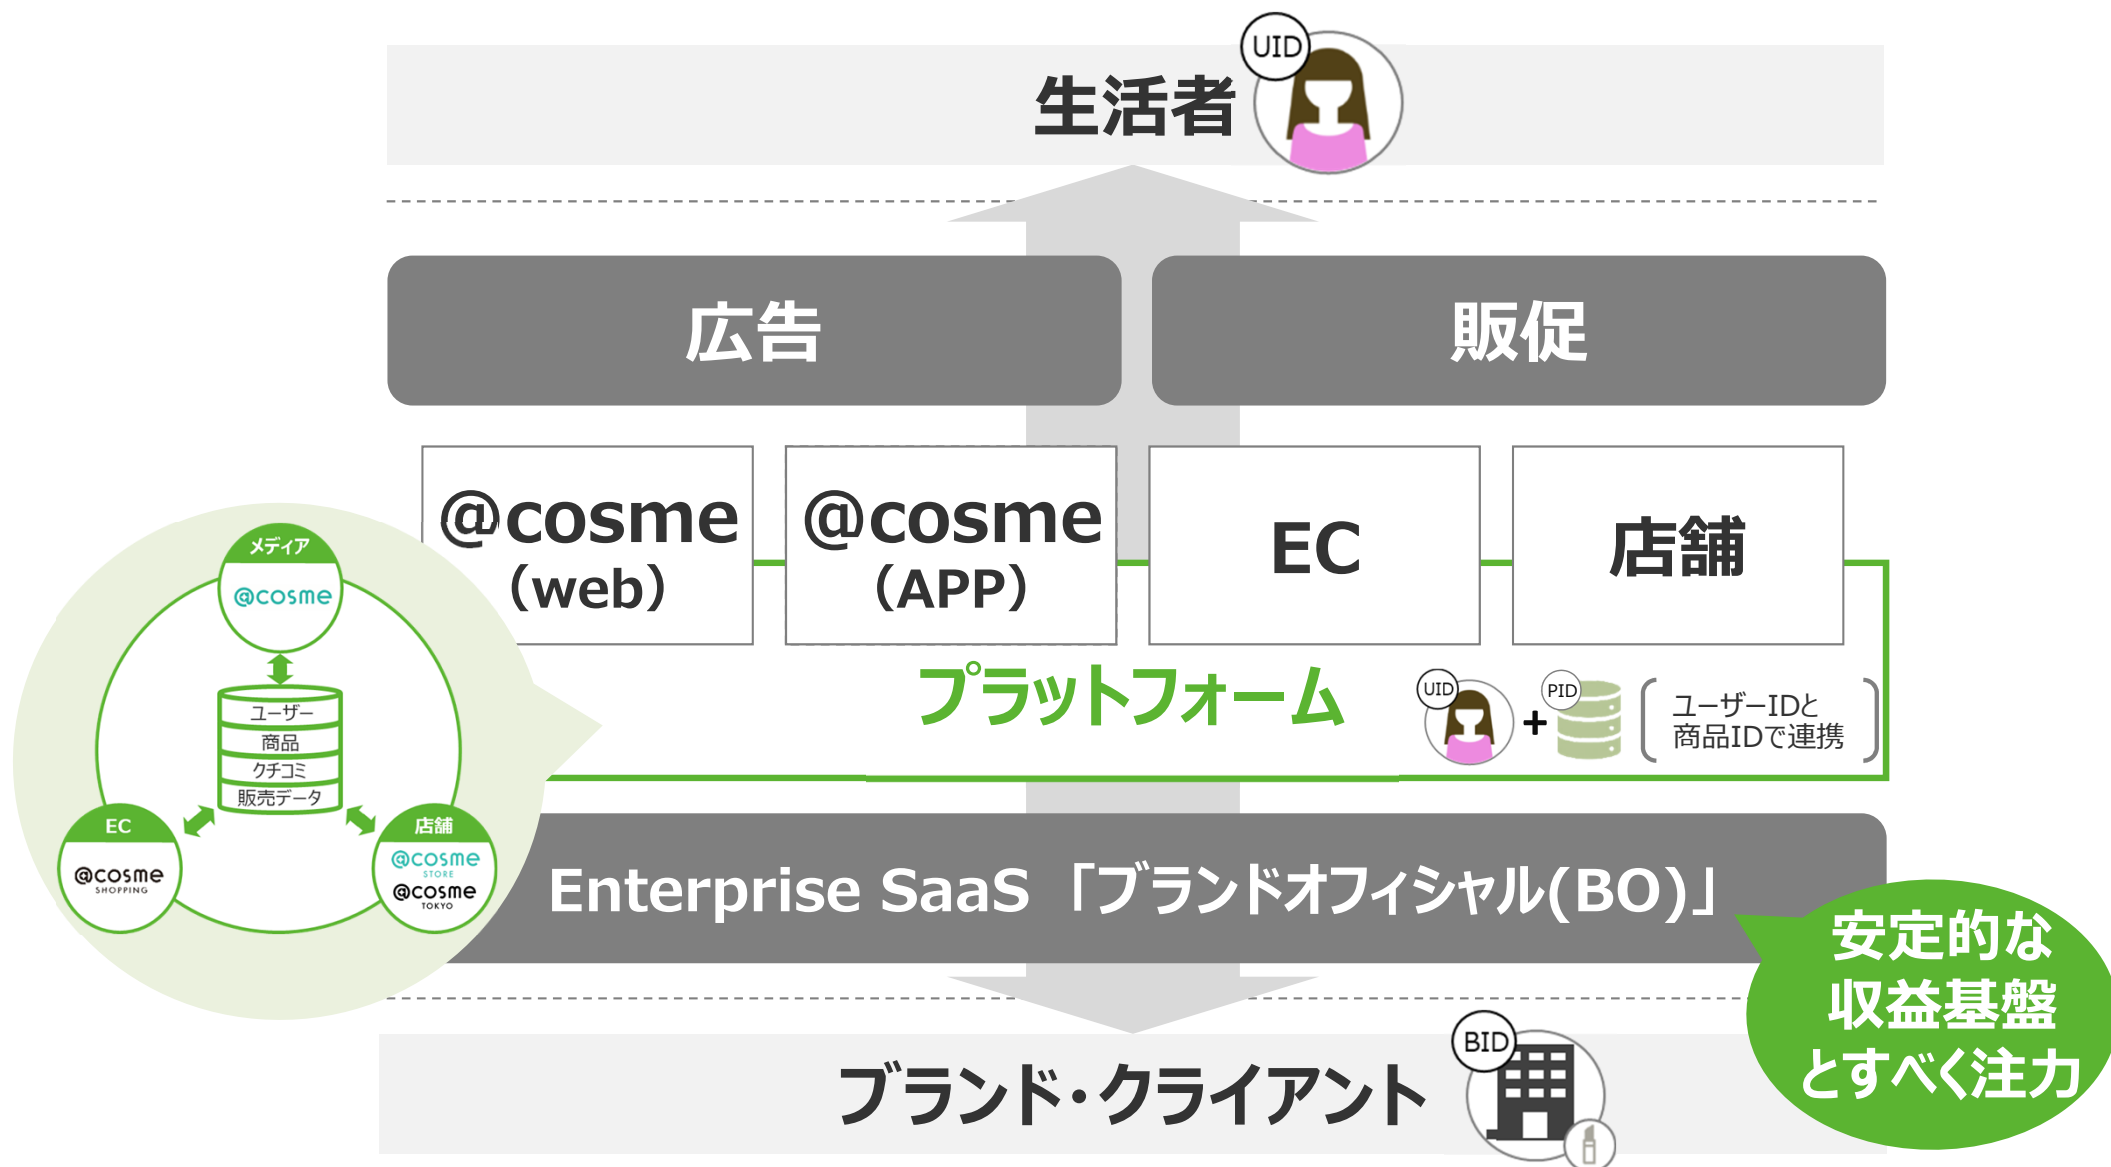 UID
生活者
広告
販促
@cosme
（web）
@cosme
（APP）
EC
店舗
プラットフォーム
UID
+
PID
ユーザーIDと
商品IDで連携
メディア
@cosme
ユーザー
商品
クチコミ
販売データ
EC
@cosme
SHOPPING
店舗
@cosme
STORE
@cosme
TOKYO
Enterprise SaaS 「ブランドオフィシャル(BO)」
安定的な
収益基盤
とすべく注力
BID
ブランド・クライアント